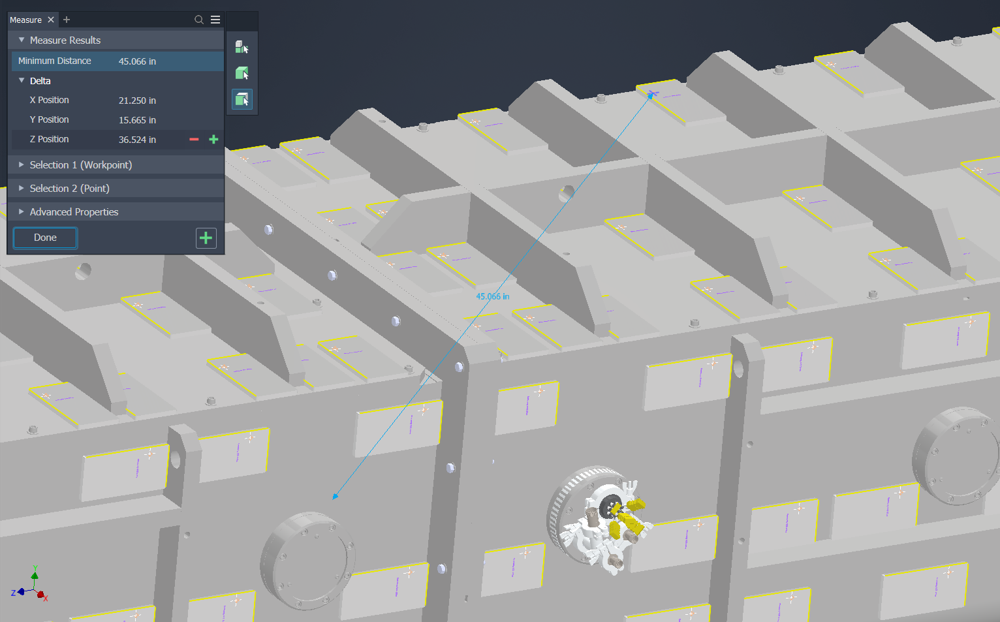 Measure
Measure Results
Minimum Distance 45.066 in
Delta
X Position 21.250 in
Y Position 15.665 in
Z Position 36.524 in
Selection 1 (Workpoint)
Selection 2 (Point)
Advanced Properties
Done
45.066 in
Y
Z
X